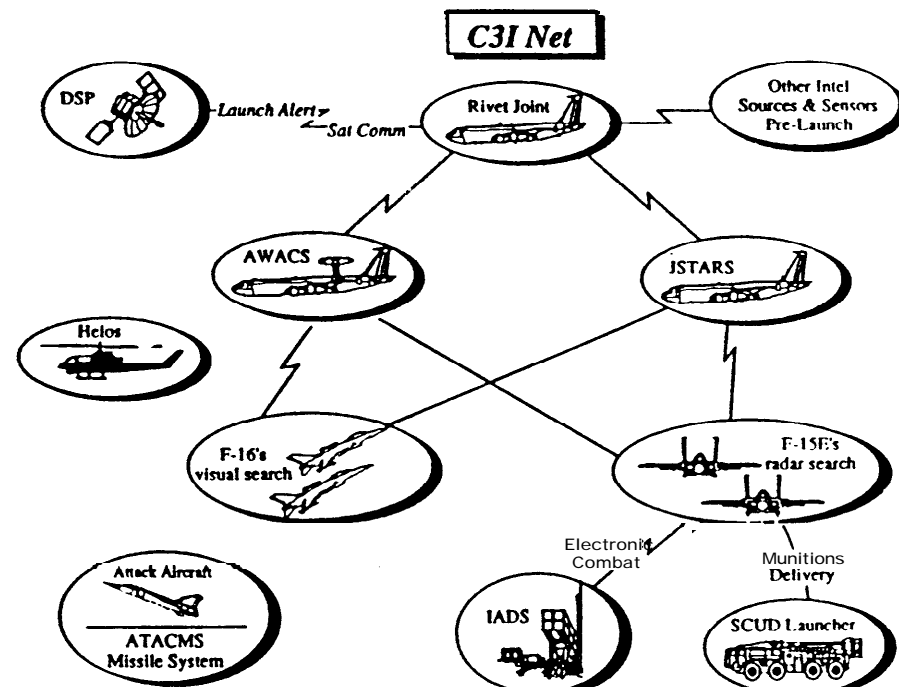 C3I Net
DSP
Launch Alert
Sat Comm
Rivet Joint
Other Intel
Sources & Sensors
Pre-Launch
AWACS
JSTARS
Helos
F-16's
visual search
F-15E's
radar search
Electronic
Combat
Munitions
Delivery
Attack Aircraft
ATACMS
Missile System
IADS
SCUD Launcher